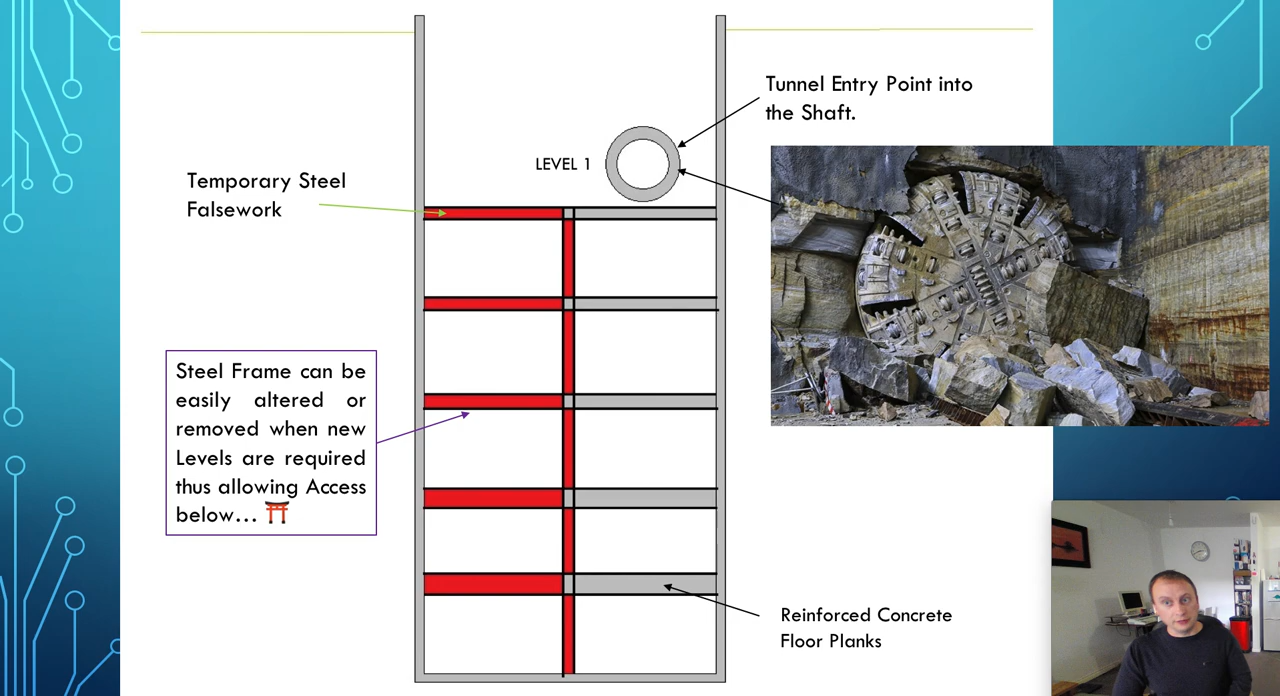 Tunnel Entry Point into
the Shaft.
LEVEL 1
Temporary Steel
Falsework
Steel Frame can be
easily altered or
removed when new
Levels are required
thus allowing Access
below... ⛩
Reinforced Concrete
Floor Planks